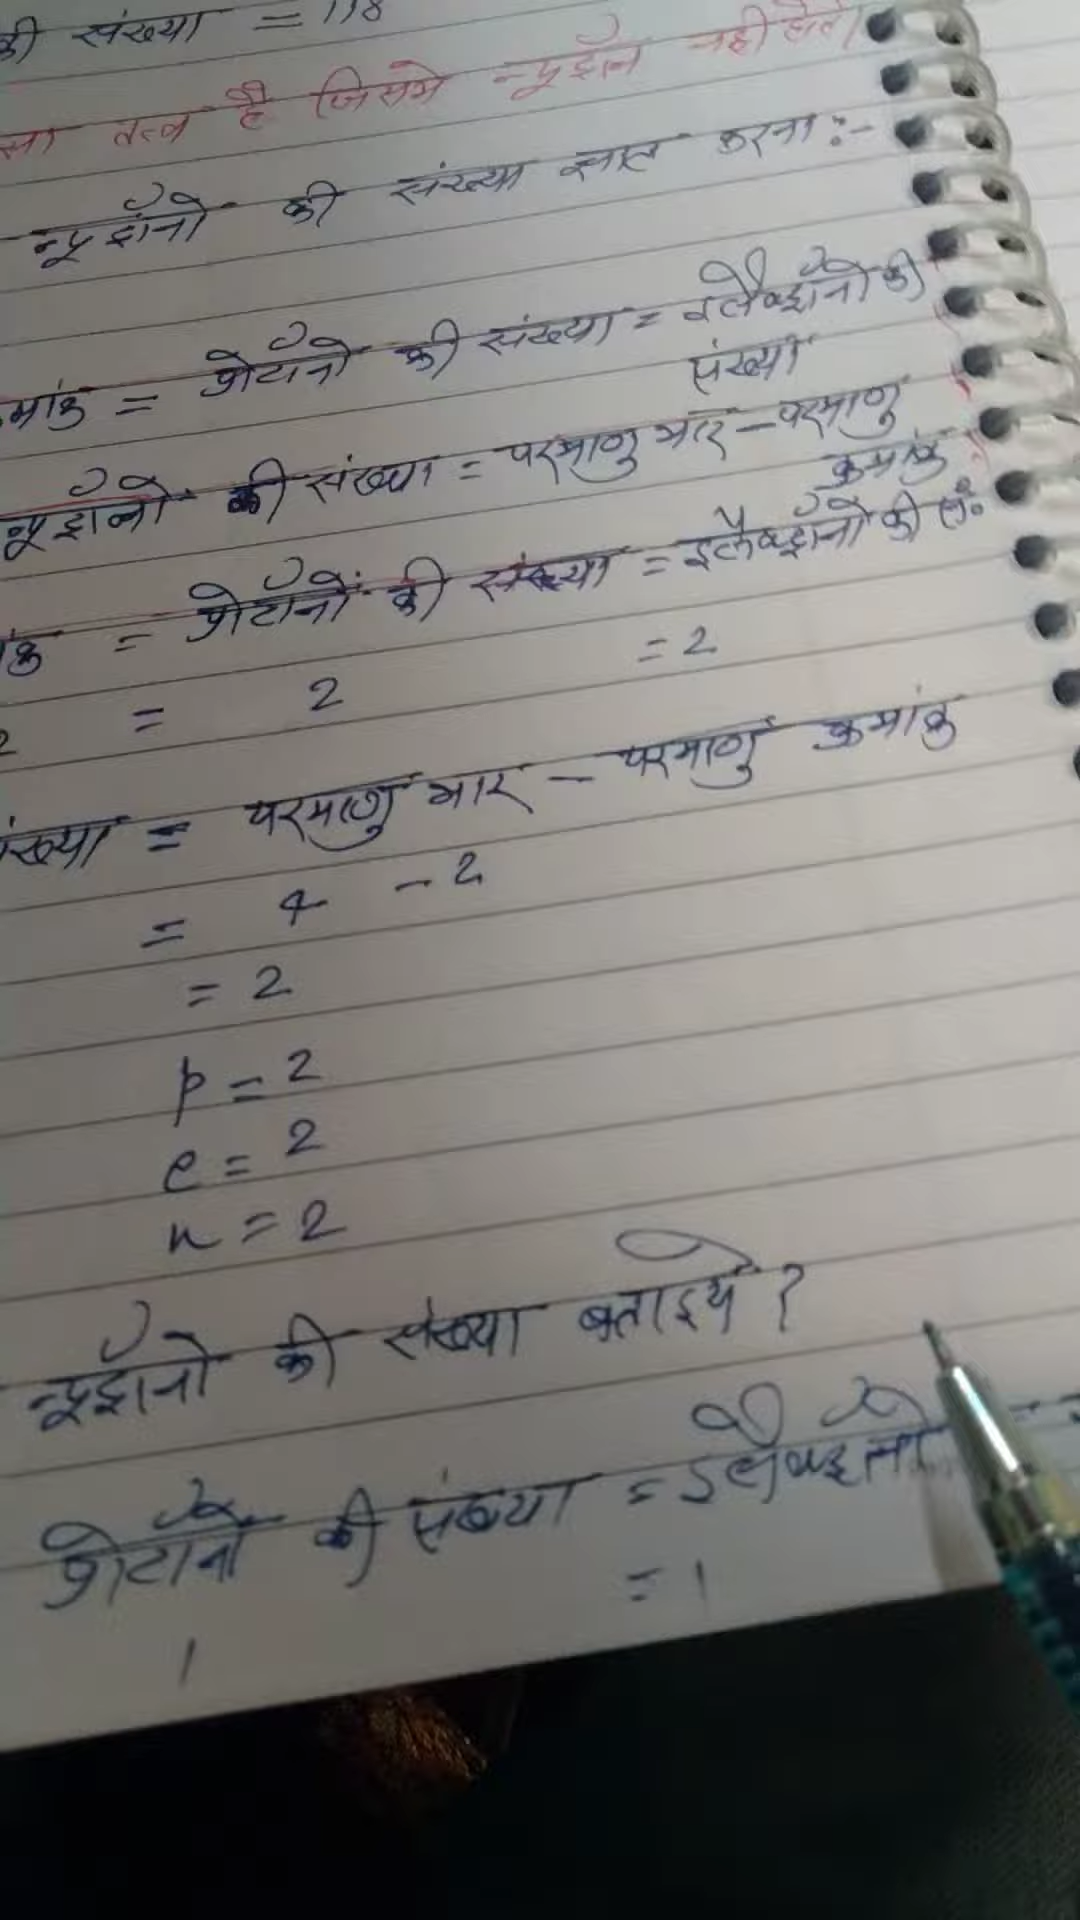 की संख्या = 118
तत्व है जिसमे न्यूट्रॉन नही होते।
न्यूट्रॉनो की संख्या ज्ञात करना :-
मांक = प्रोटॉनो की संख्या = इलैक्ट्रॉनो की
संख्या
न्यूट्रॉनो की संख्या = परमाणु भार - परमाणु
क्रमांक
= प्रोटॉनों की संख्या = इलैक्ट्रॉनो की सं०
2 = 2 = 2
संख्या = परमाणु भार - परमाणु क्रमांक
= 4 - 2
= 2
p = 2
e = 2
n = 2
न्यूट्रॉनो की संख्या बताइये ?
प्रोटॉनो की संख्या = इलैक्ट्रॉनो
1 = 1